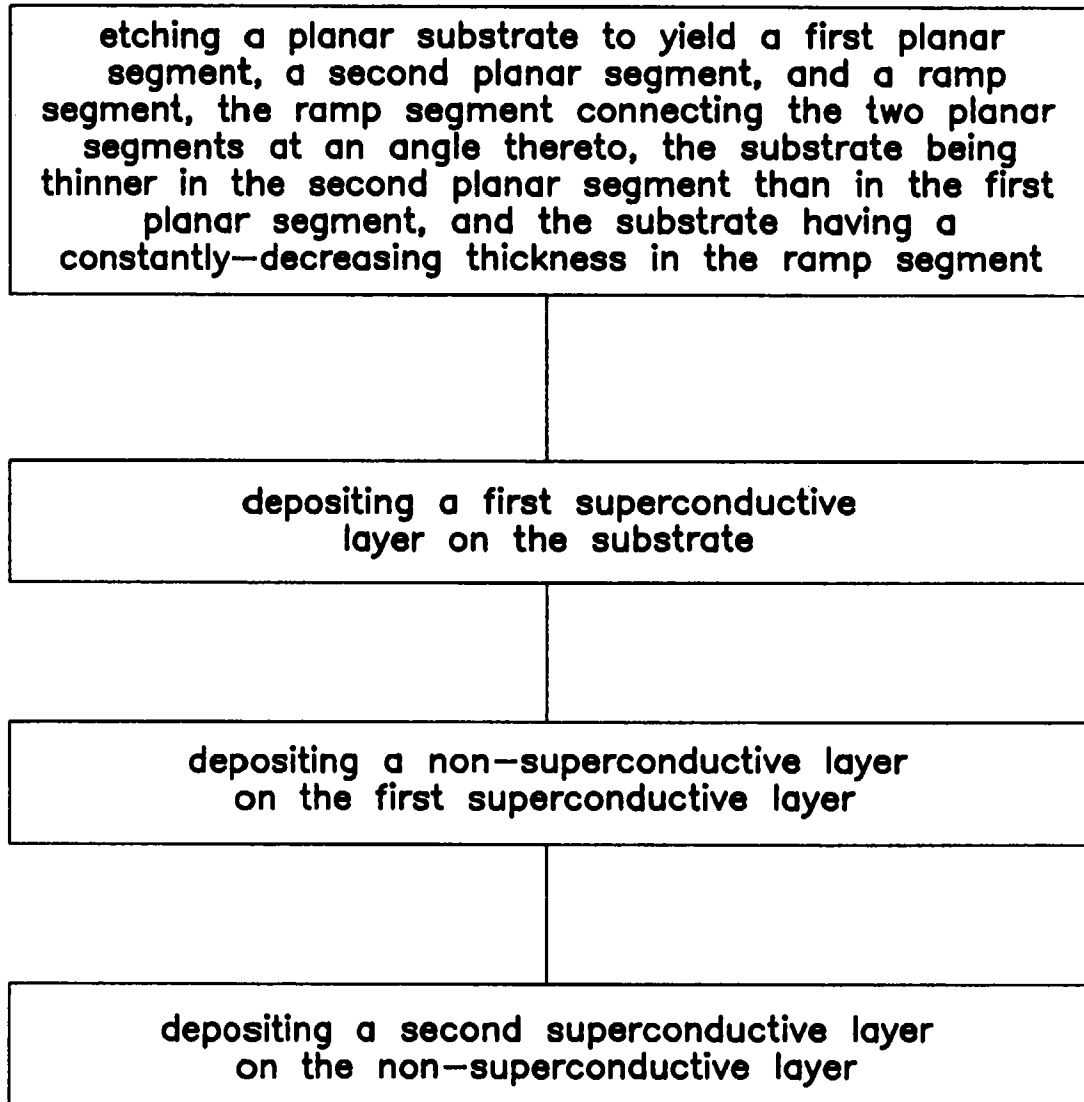 etching a planar substrate to yield a first planar
segment, a second planar segment, and a ramp
segment, the ramp segment connecting the two planar
segments at an angle thereto, the substrate being
thinner in the second planar segment than in the first
planar segment, and the substrate having a
constantly-decreasing thickness in the ramp segment
depositing a first superconductive
layer on the substrate
depositing a non-superconductive layer
on the first superconductive layer
depositing a second superconductive layer
on the non-superconductive layer